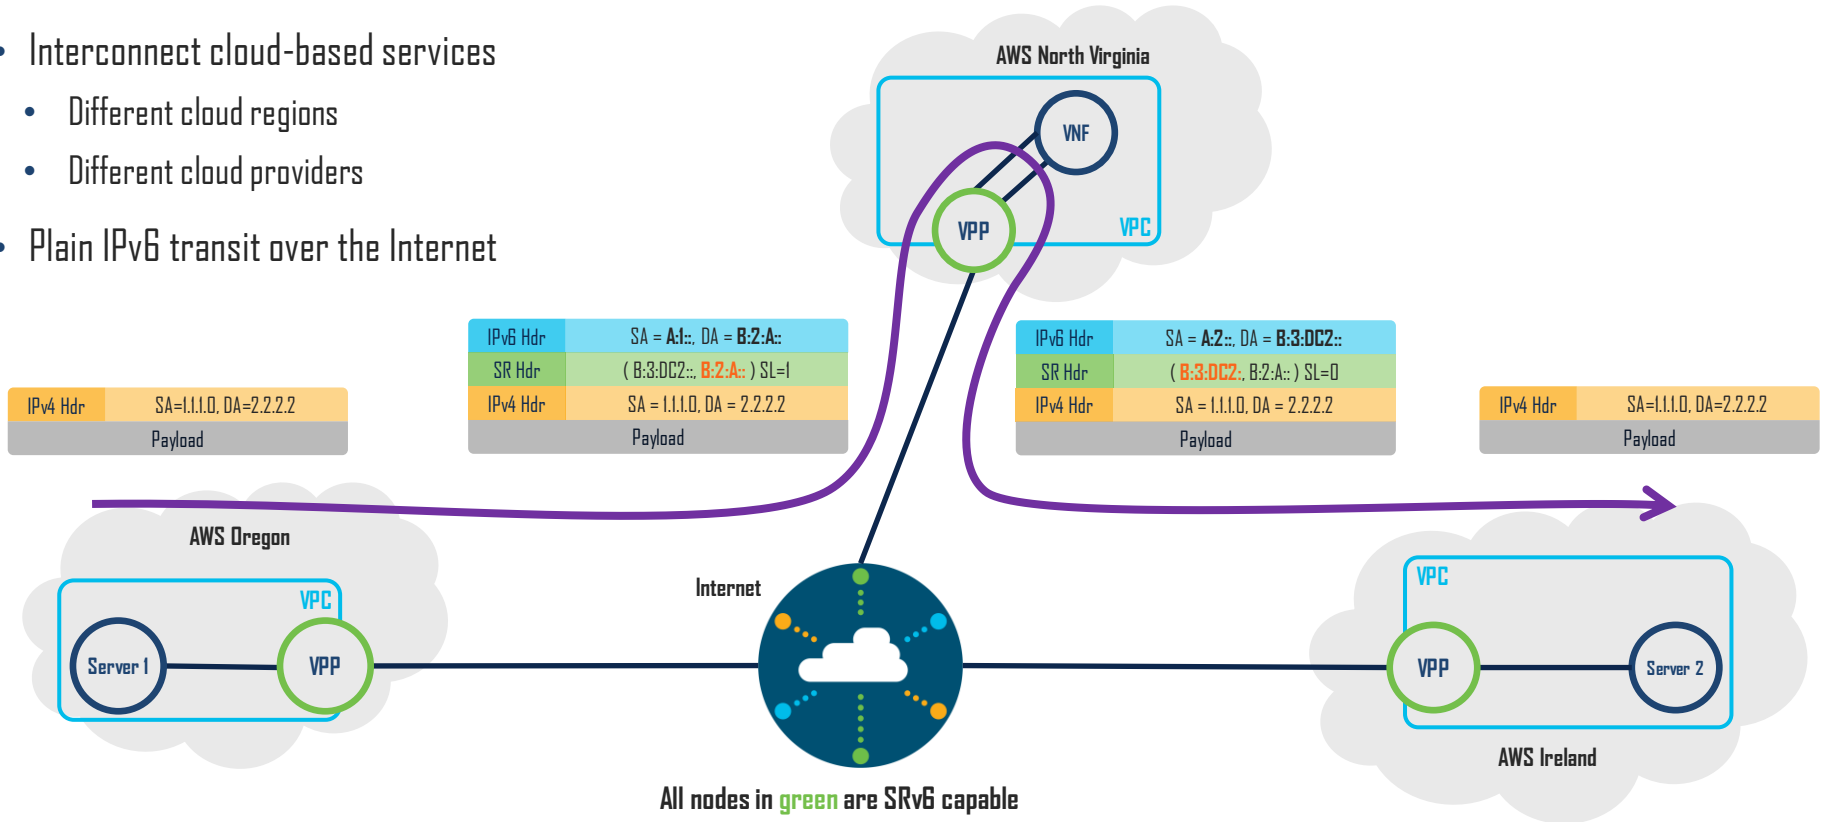 • Interconnect cloud-based services
• Different cloud regions
• Different cloud providers
• Plain IPv6 transit over the Internet
AWS North Virginia
VNF
VPP
VPC
IPv4 Hdr SA=1.1.1.0, DA=2.2.2.2
Payload
IPv6 Hdr SA = A:1::, DA = B:2:A::
SR Hdr ( B:3:DC2::, B:2:A:: ) SL=1
IPv4 Hdr SA = 1.1.1.0, DA = 2.2.2.2
Payload
IPv6 Hdr SA = A:2::, DA = B:3:DC2::
SR Hdr ( B:3:DC2:, B:2:A:: ) SL=0
IPv4 Hdr SA = 1.1.1.0, DA = 2.2.2.2
Payload
IPv4 Hdr SA=1.1.1.0, DA=2.2.2.2
Payload
AWS Oregon
VPC
Server 1
VPP
Internet
VPC
VPP
Server 2
AWS Ireland
All nodes in green are SRv6 capable